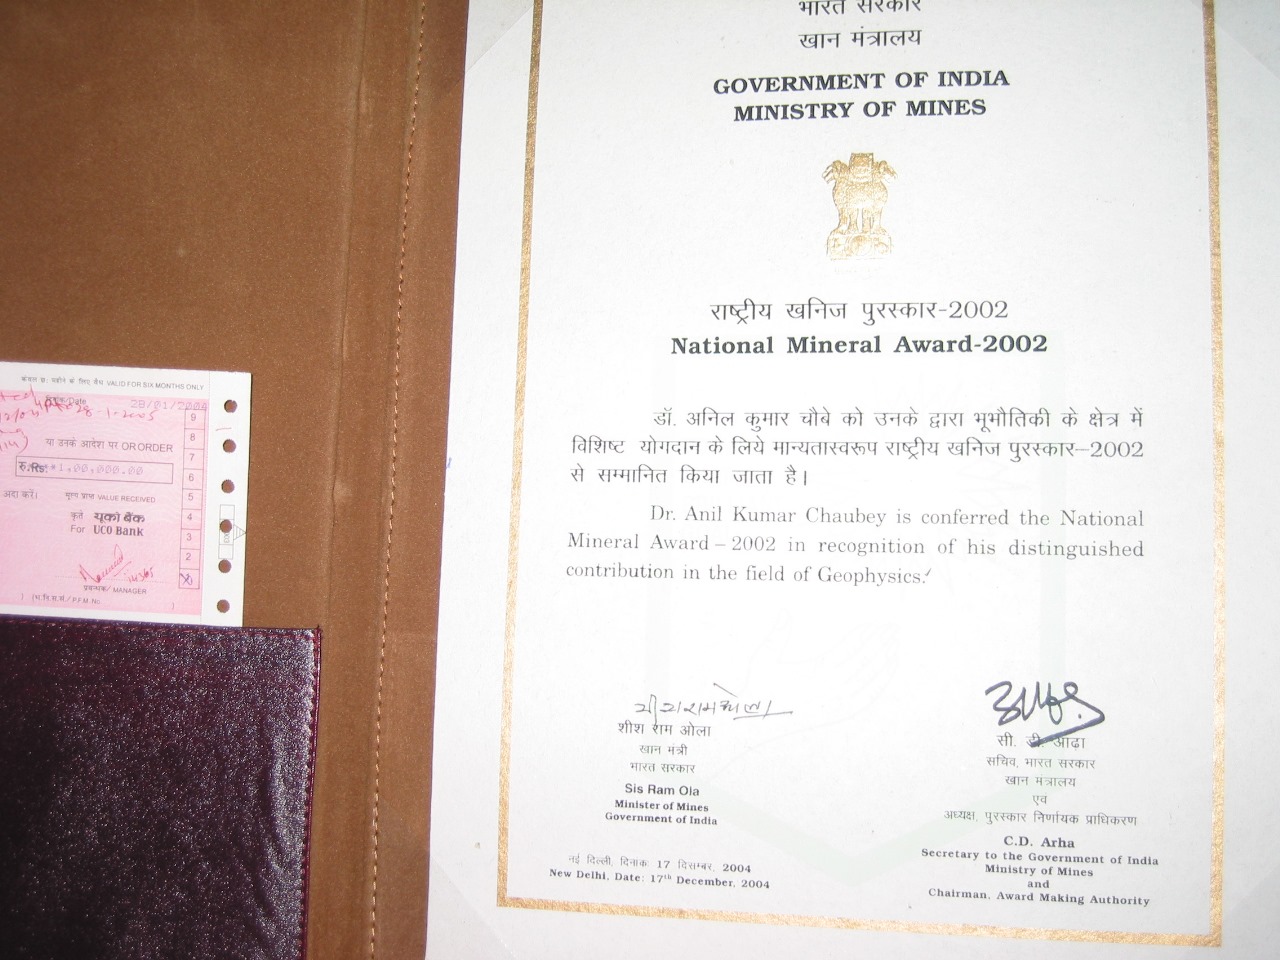 केवल छः महीने के लिए वैध VALID FOR SIX MONTHS ONLY
Date 28/01/2004
28-1-2005
9
या उनके आदेश पर OR ORDER
8
7
रु.Rs. *1,00,000.00
6
अदा करें। मूल्य प्राप्त VALUE RECEIVED
5
कृते यूको बैंक
4
For UCO Bank
3
2
प्रबन्धक/ MANAGER
भारत सरकार
खान मंत्रालय
GOVERNMENT OF INDIA
MINISTRY OF MINES
राष्ट्रीय खनिज पुरस्कार-2002
National Mineral Award-2002
डॉ. अनिल कुमार चौबे को उनके द्वारा भूभौतिकी के क्षेत्र में
विशिष्ट योगदान के लिये मान्यतास्वरूप राष्ट्रीय खनिज पुरस्कार–2002
से सम्मानित किया जाता है।
Dr. Anil Kumar Chaubey is conferred the National
Mineral Award – 2002 in recognition of his distinguished
contribution in the field of Geophysics.
शीश राम ओला
खान मंत्री
भारत सरकार
Sis Ram Ola
Minister of Mines
Government of India
नई दिल्ली, दिनांक 17 दिसम्बर, 2004
New Delhi, Date: 17th December, 2004
सी. डी. आढ़ा
सचिव, भारत सरकार
खान मंत्रालय
एवं
अध्यक्ष, पुरस्कार निर्णायक प्राधिकरण
C.D. Arha
Secretary to the Government of India
Ministry of Mines
and
Chairman, Award Making Authority